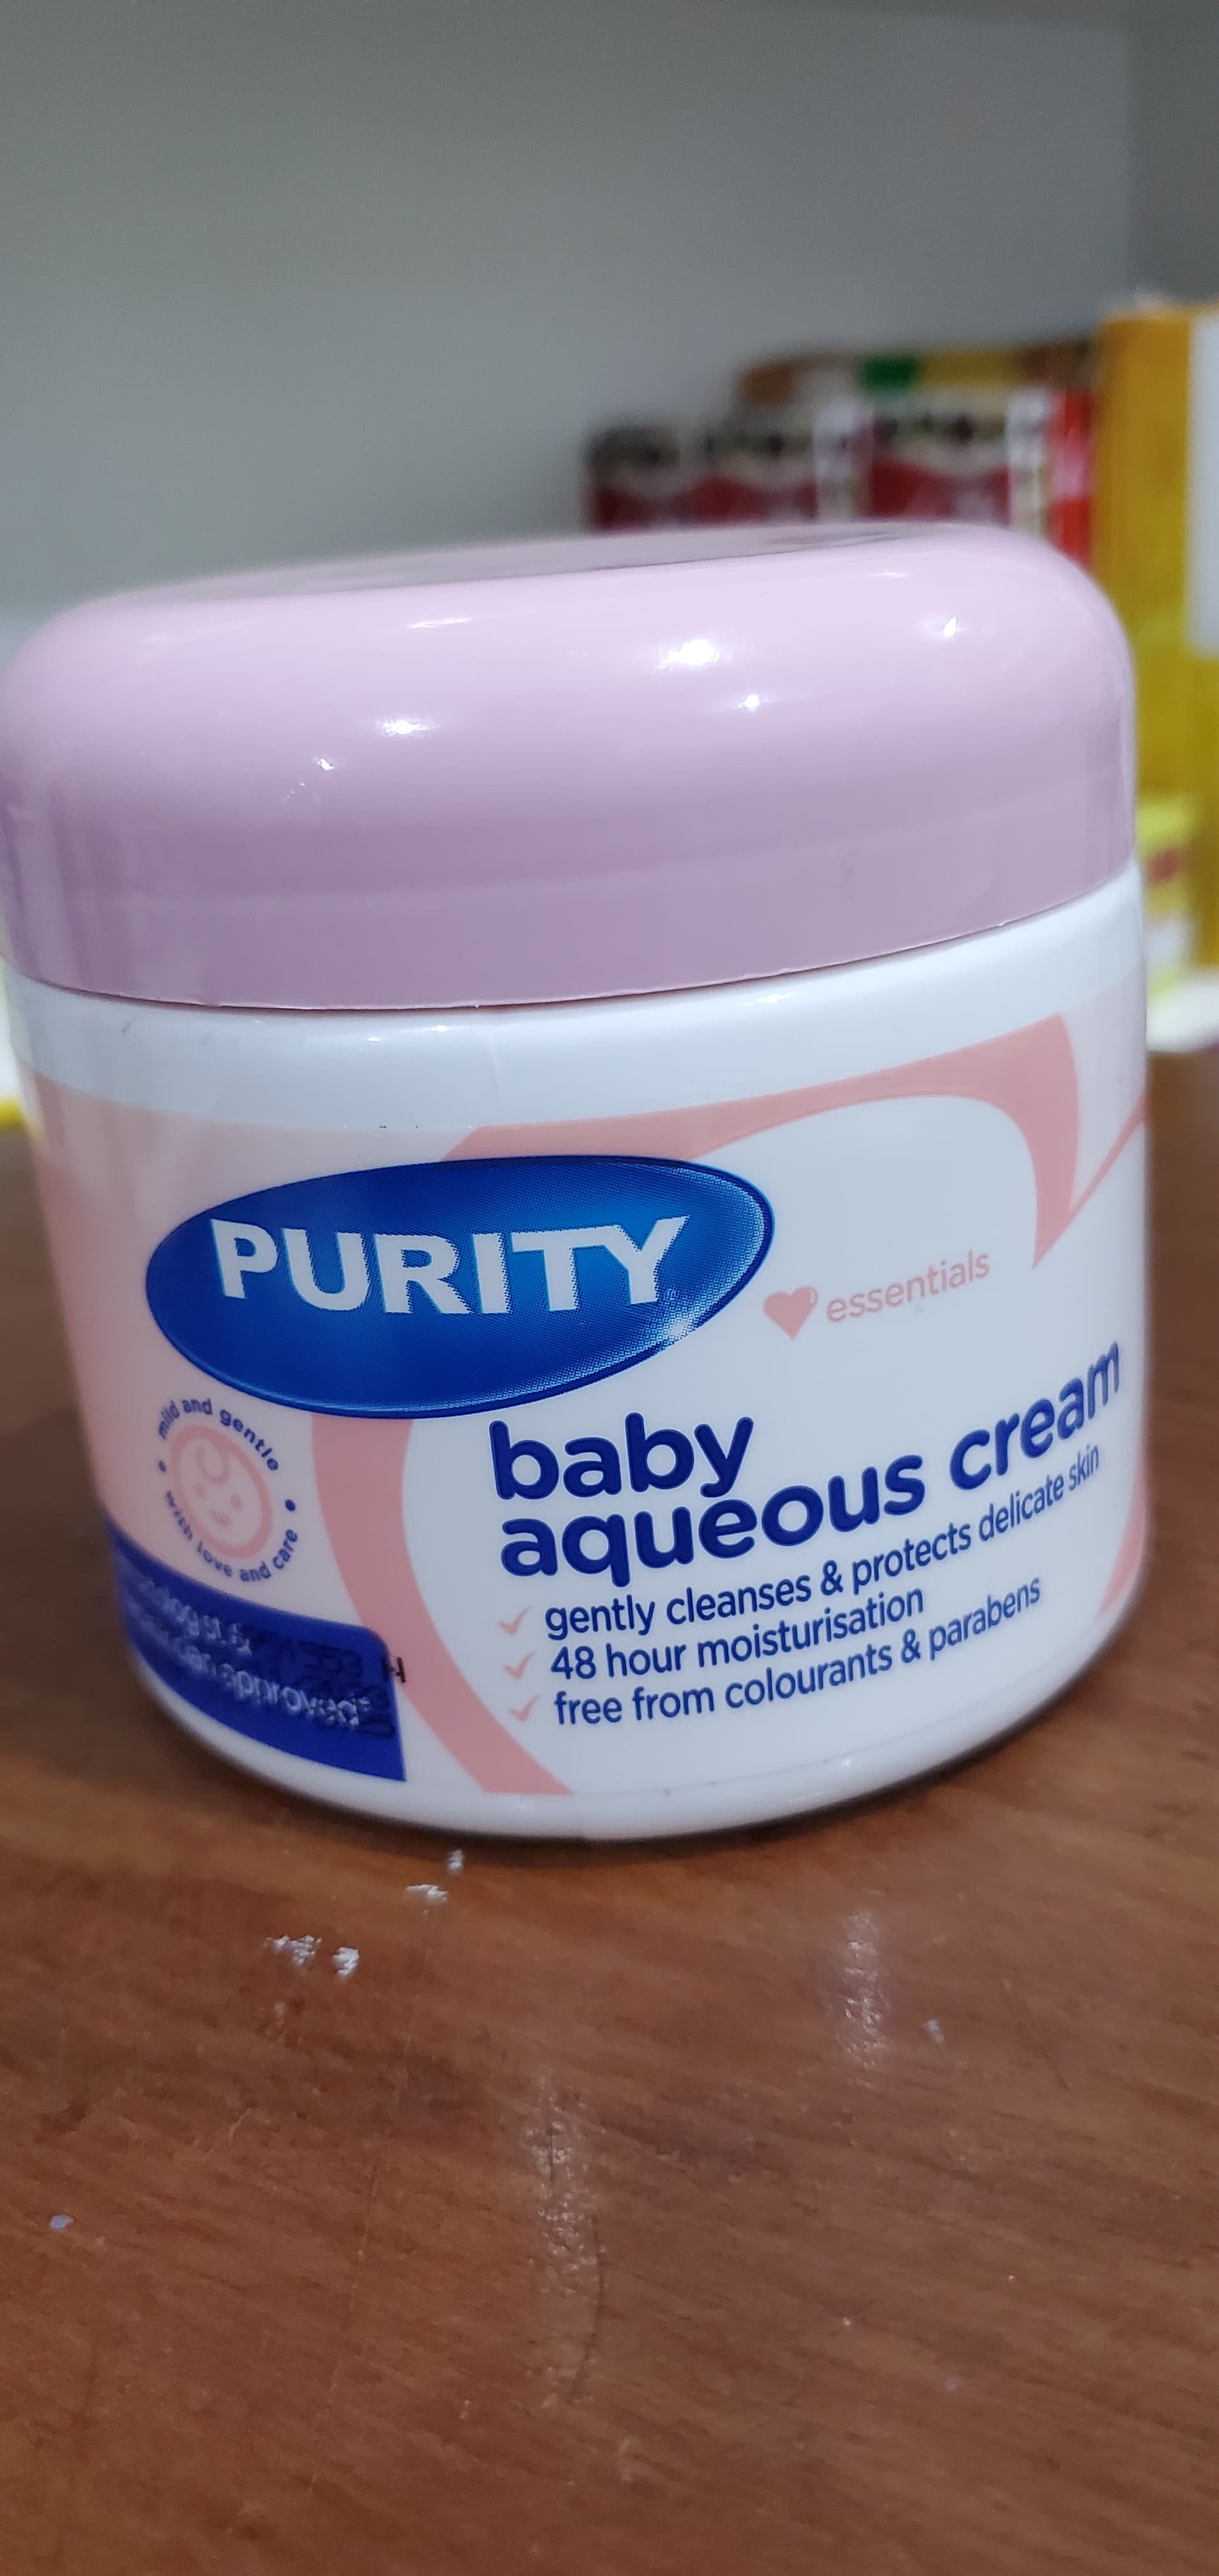 PURITY
essentials
baby
aqueous cream
gently cleanses & protects delicate skin
48 hour moisturisation
free from colourants & parabens
mild and gentle
with love and care
approved*